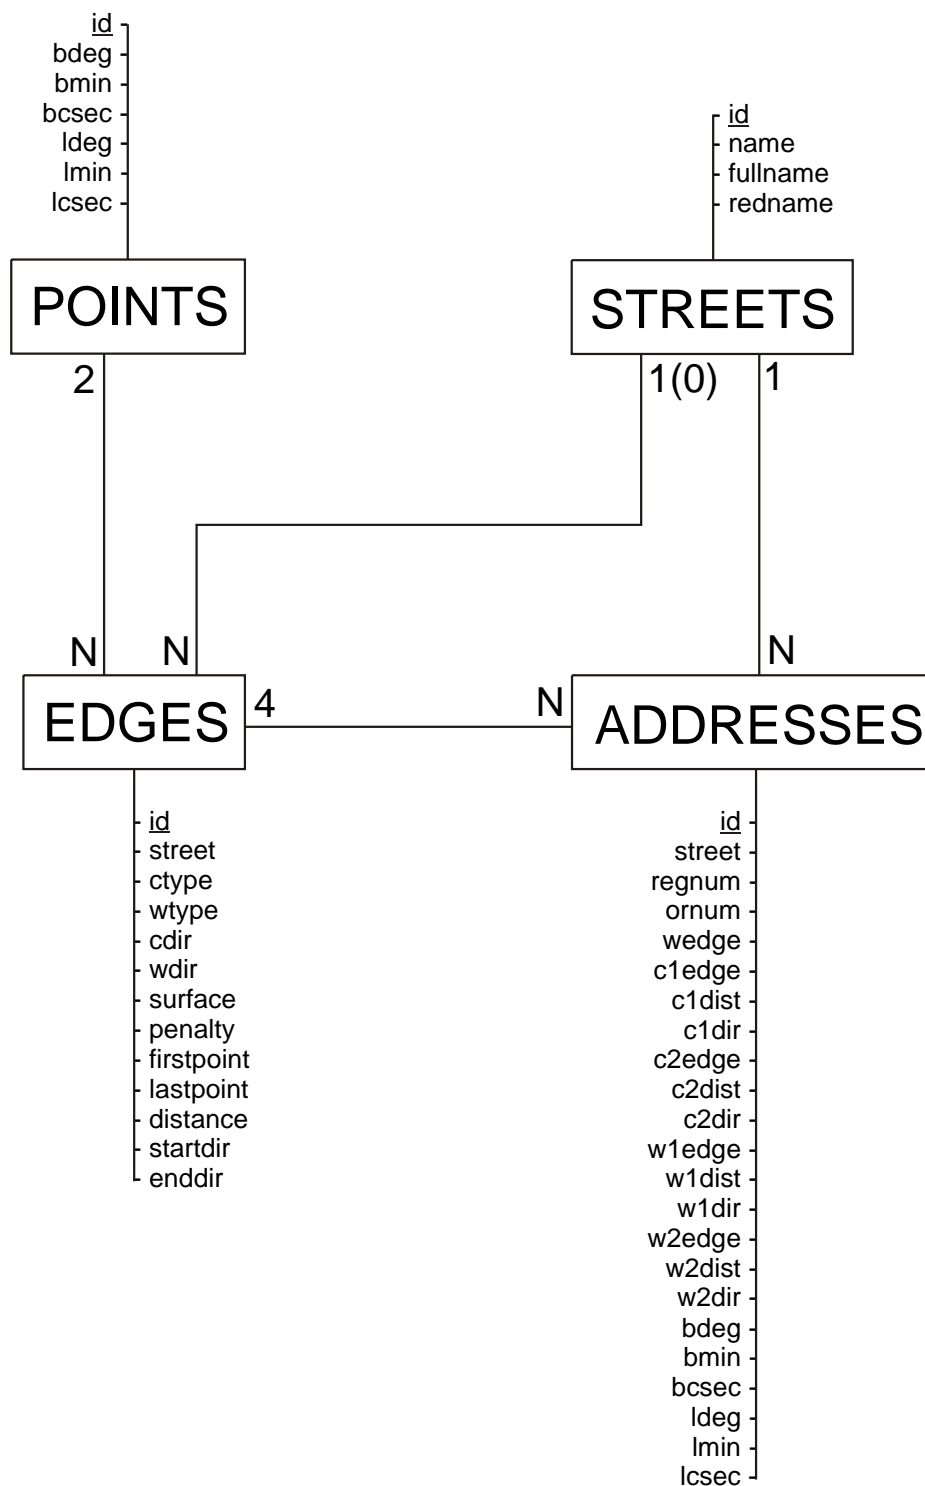 id
bdeg
bmin
bcsec
ldeg
lmin
lcsec
id
name
fullname
redname
POINTS
STREETS
2
1(0)
1
N
N
N
EDGES
4
N
ADDRESSES
id
street
ctype
wtype
cdir
wdir
surface
penalty
firstpoint
lastpoint
distance
startdir
enddir
id
street
regnum
ornum
wedge
c1edge
c1dist
c1dir
c2edge
c2dist
c2dir
w1edge
w1dist
w1dir
w2edge
w2dist
w2dir
bdeg
bmin
bcsec
ldeg
lmin
lcsec